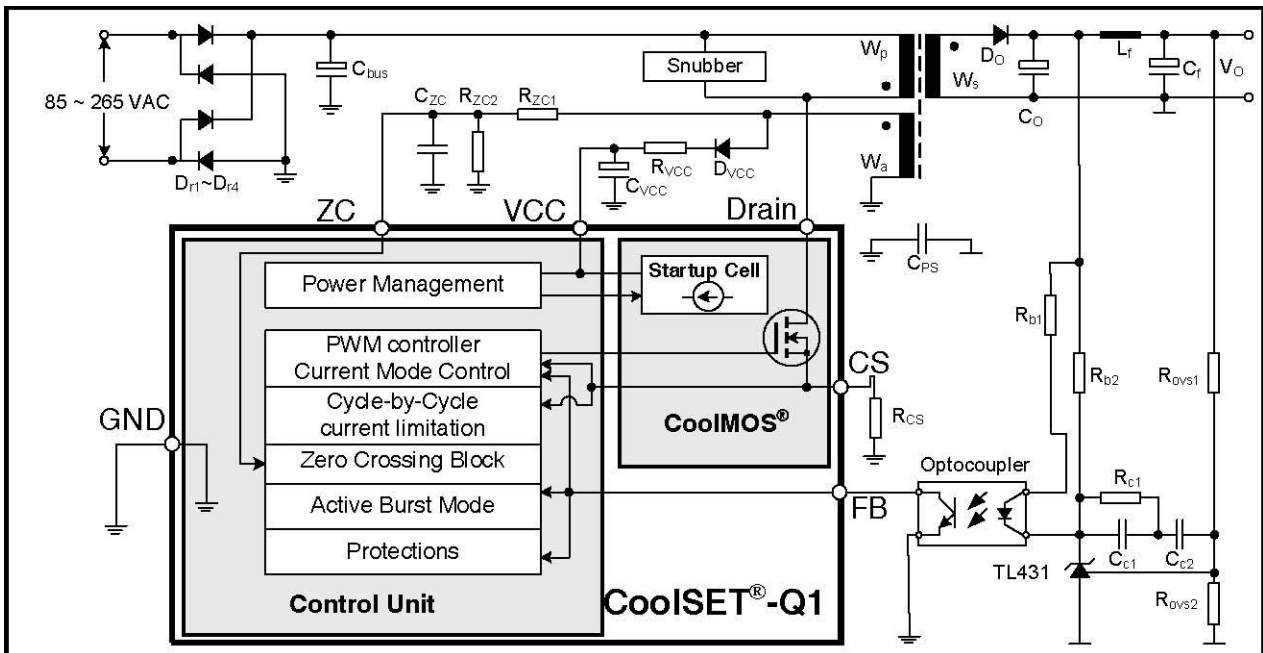 85 ~ 265 VAC
Dr1~Dr4
Cbus
Snubber
Wp
Ws
Wa
DO
CO
Lf
Cf
VO
CZC
RZC2
RZC1
RVCC
DVCC
CVCC
ZC
VCC
Drain
CPS
Power Management
Startup Cell
PWM controller
Current Mode Control
Cycle-by-Cycle
current limitation
Zero Crossing Block
Active Burst Mode
Protections
Control Unit
CoolMOS®
CoolSET®-Q1
GND
CS
RCS
FB
Optocoupler
Rb1
Rb2
Rovs1
Rc1
Cc1
Cc2
TL431
Rovs2